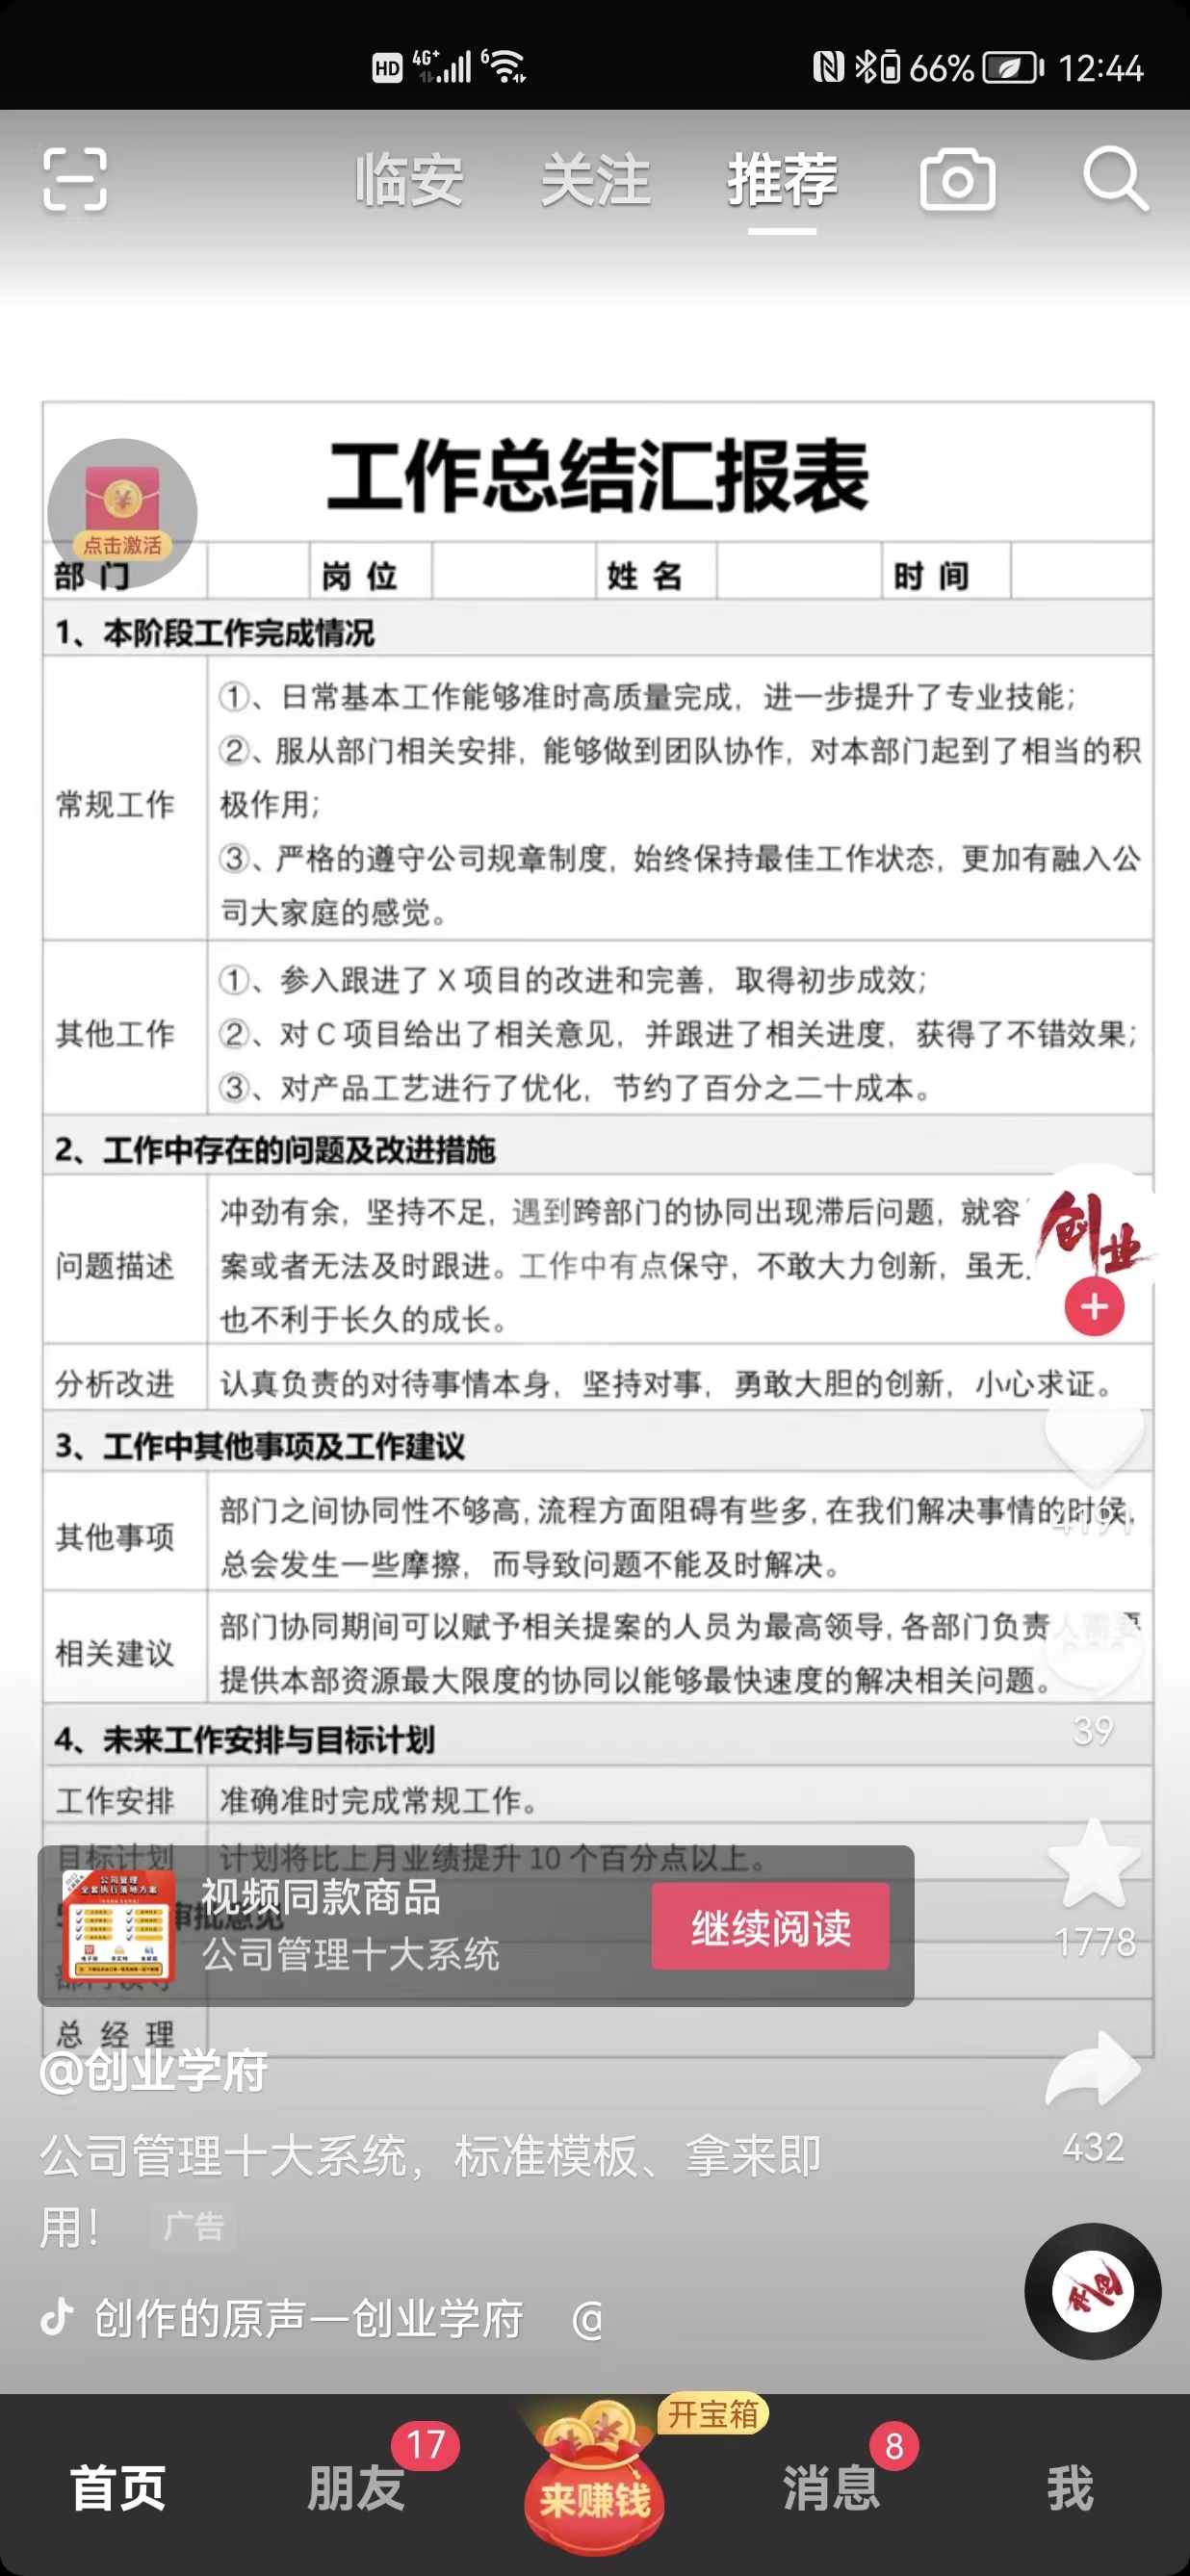 HD 4G+ 6 66% 12:44
临安 关注 推荐
工作总结汇报表
点击激活
部 门 岗 位 姓 名 时 间
1、本阶段工作完成情况
①、日常基本工作能够准时高质量完成，进一步提升了专业技能；
②、服从部门相关安排，能够做到团队协作，对本部门起到了相当的积
常规工作 极作用；
③、严格的遵守公司规章制度，始终保持最佳工作状态，更加有融入公
司大家庭的感觉。
①、参入跟进了 X 项目的改进和完善，取得初步成效；
其他工作 ②、对 C 项目给出了相关意见，并跟进了相关进度，获得了不错效果；
③、对产品工艺进行了优化，节约了百分之二十成本。
2、工作中存在的问题及改进措施
冲劲有余，坚持不足，遇到跨部门的协同出现滞后问题，就容
问题描述 案或者无法及时跟进。工作中有点保守，不敢大力创新，虽无
也不利于长久的成长。
创业
分析改进 认真负责的对待事情本身，坚持对事，勇敢大胆的创新，小心求证。
3、工作中其他事项及工作建议
部门之间协同性不够高,流程方面阻碍有些多,在我们解决事情的时候,
4191
其他事项 总会发生一些摩擦，而导致问题不能及时解决。
部门协同期间可以赋予相关提案的人员为最高领导,各部门负责人需要
相关建议 提供本部资源最大限度的协同以能够最快速度的解决相关问题。
39
4、未来工作安排与目标计划
工作安排 准确准时完成常规工作。
目标计划 计划将比上月业绩提升 10 个百分点以上。
审批意见
公司管理
全套执行落地方案
视频同款商品
公司管理十大系统
继续阅读
1778
部门领导
总 经 理
@创业学府
公司管理十大系统，标准模板、拿来即
用！ 广告
432
创作的原声一创业学府 @
首页 朋友 17 来赚钱 开宝箱 消息 8 我